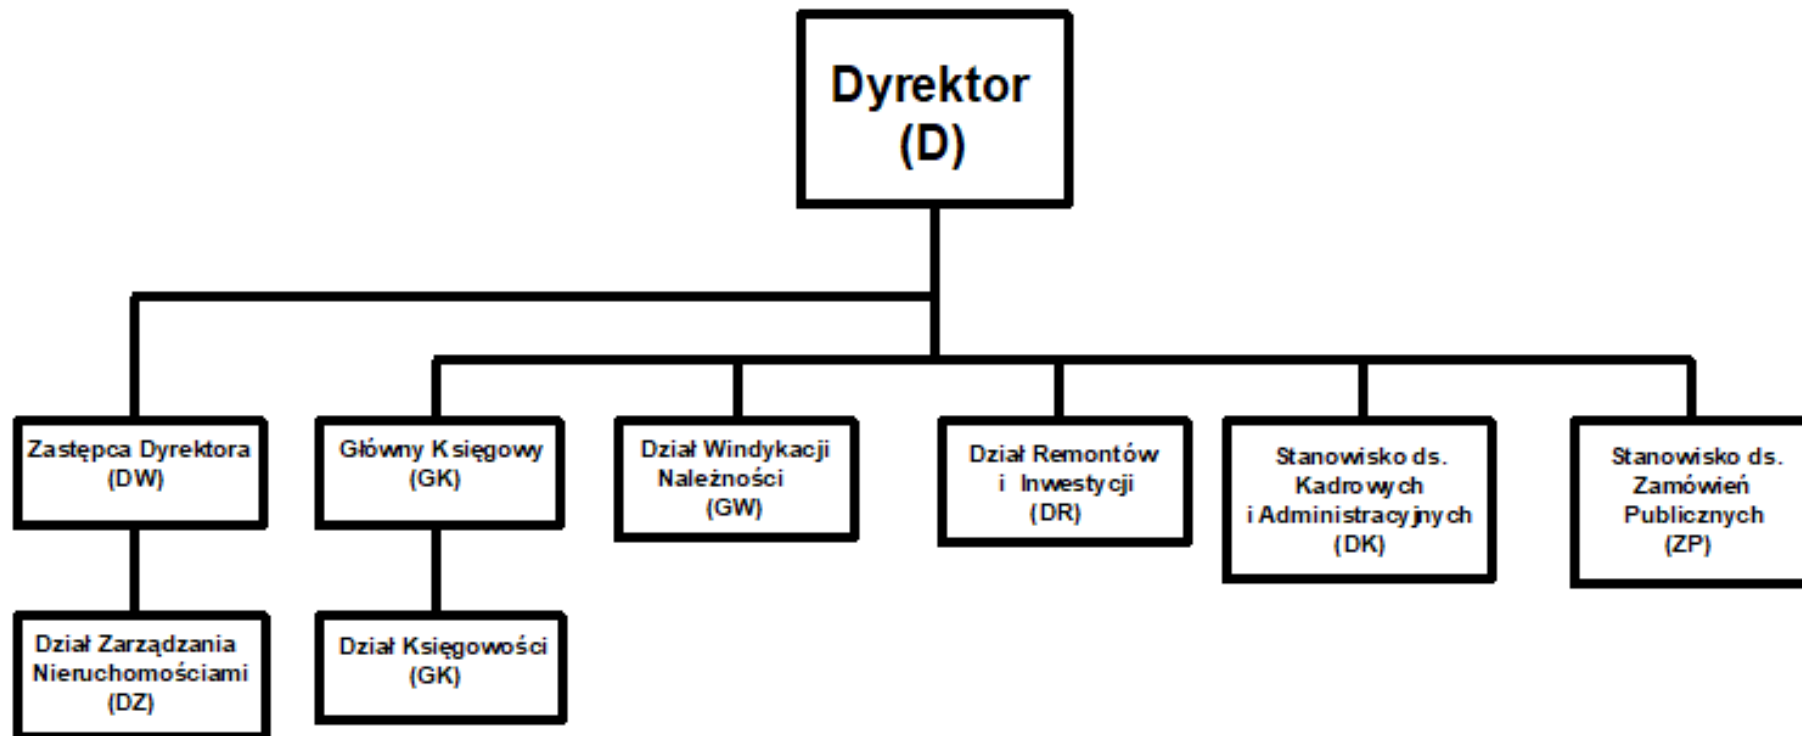 Dyrektor
(D)
Zastępca Dyrektora
(DW)
Główny Księgowy
(GK)
Dział Windykacji
Należności
(GW)
Dział Remontów
i Inwestycji
(DR)
Stanowisko ds.
Kadrowych
i Administracyjnych
(DK)
Stanowisko ds.
Zamówień
Publicznych
(ZP)
Dział Zarządzania
Nieruchomościami
(DZ)
Dział Księgowości
(GK)